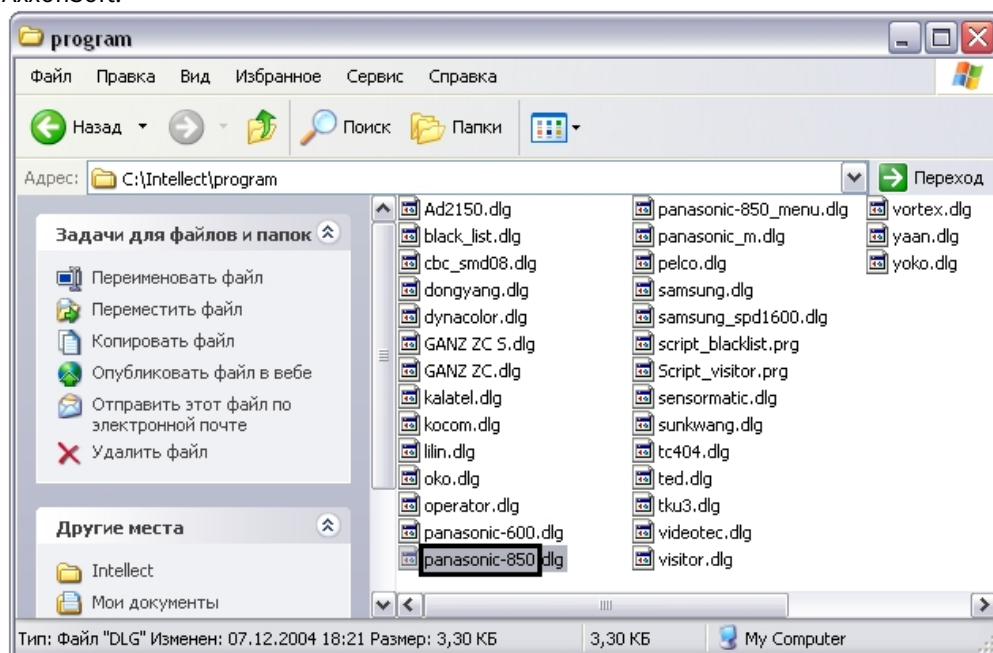 AxxonSoft.
program
Файл Правка Вид Избранное Сервис Справка
Назад Поиск Папки
Адрес: C:\Intellect\program Переход
Задачи для файлов и папок
Переименовать файл
Переместить файл
Копировать файл
Опубликовать файл в вебе
Отправить этот файл по
электронной почте
Удалить файл
Другие места
Intellect
Мои документы
Ad2150.dlg
black_list.dlg
cbc_smd08.dlg
dongyang.dlg
dynacolor.dlg
GANZ ZC S.dlg
GANZ ZC.dlg
kalatel.dlg
kocom.dlg
lilin.dlg
oko.dlg
operator.dlg
panasonic-600.dlg
panasonic-850.dlg
panasonic-850_menu.dlg
panasonic_m.dlg
pelco.dlg
samsung.dlg
samsung_spd1600.dlg
script_blacklist.prg
Script_visitor.prg
sensormatic.dlg
sunkwang.dlg
tc404.dlg
ted.dlg
tku3.dlg
videotec.dlg
visitor.dlg
vortex.dlg
yaan.dlg
yoko.dlg
Тип: Файл "DLG" Изменен: 07.12.2004 18:21 Размер: 3,30 КБ 3,30 КБ My Computer